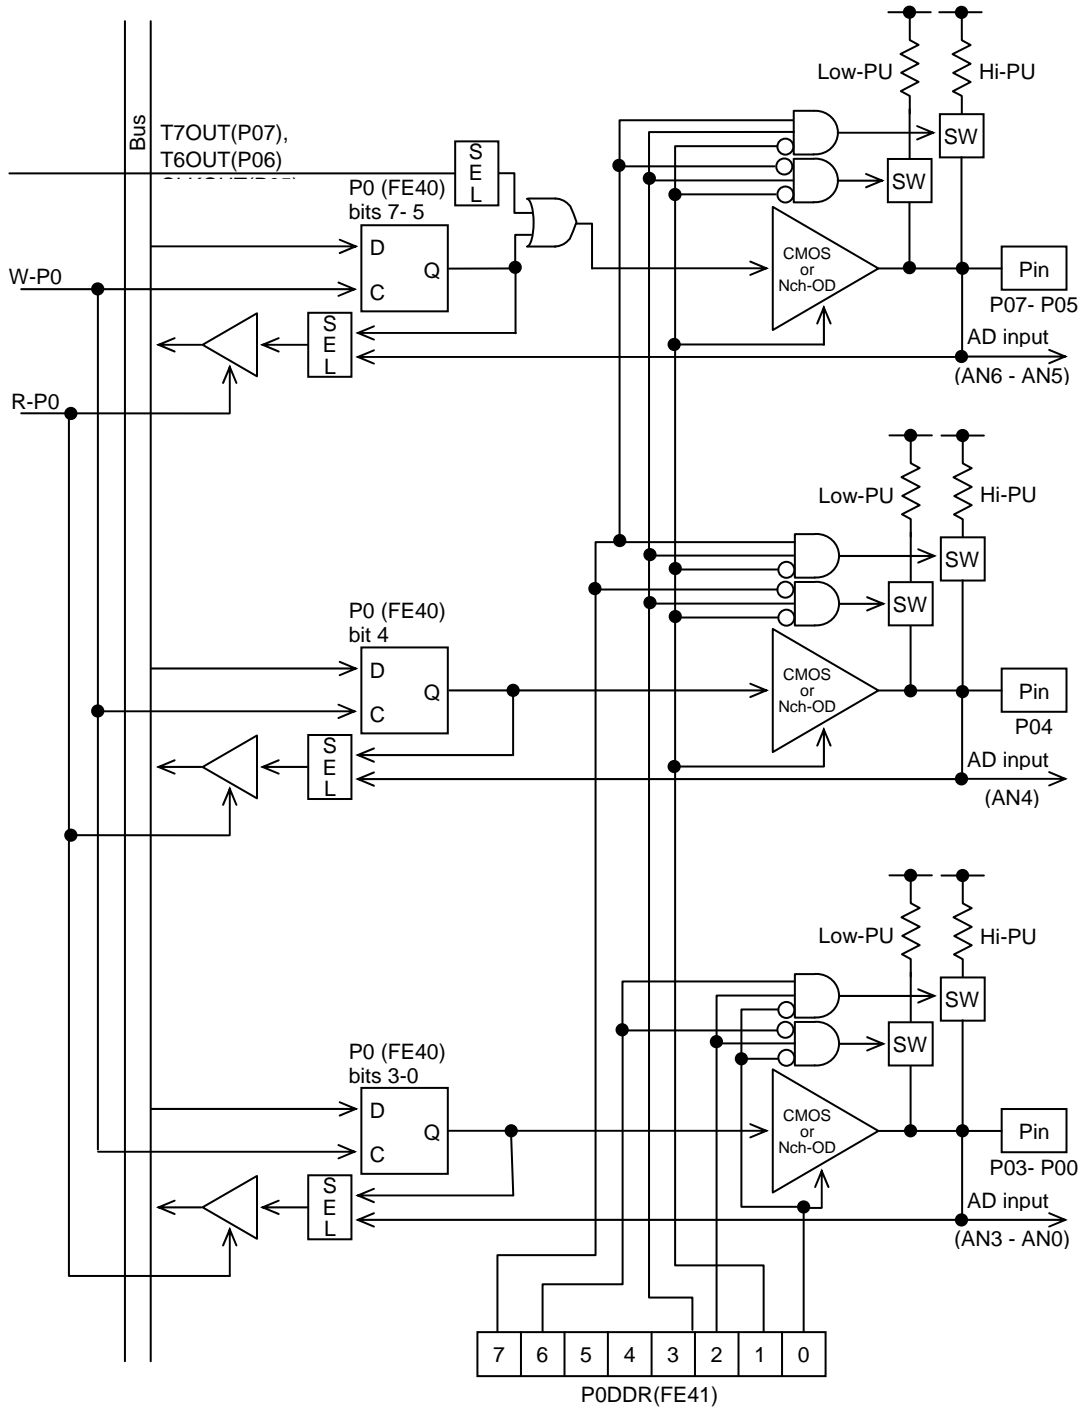 Low-PU
Hi-PU
Bus
T7OUT(P07),
T6OUT(P06)
SEL
SW
SW
P0 (FE40)
bits 7- 5
D
Q
C
CMOS
or
Nch-OD
Pin
P07- P05
W-P0
SEL
AD input
(AN6 - AN5)
R-P0
Low-PU
Hi-PU
SW
SW
P0 (FE40)
bit 4
D
Q
C
CMOS
or
Nch-OD
Pin
P04
SEL
AD input
(AN4)
Low-PU
Hi-PU
SW
SW
P0 (FE40)
bits 3-0
D
Q
C
CMOS
or
Nch-OD
Pin
P03- P00
SEL
AD input
(AN3 - AN0)
7 6 5 4 3 2 1 0
P0DDR(FE41)